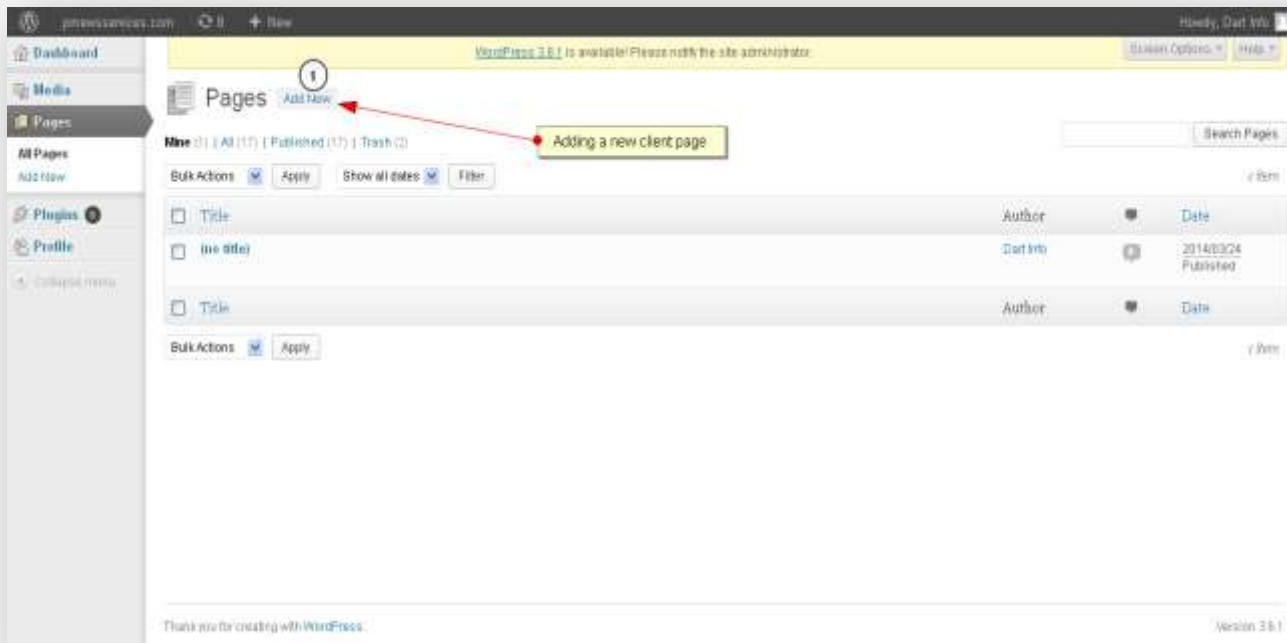 + New
Howdy, Dart Info
Dashboard
WordPress 3.8.1 is available! Please notify the site administrator.
Screen Options Help
Media
1
Pages Add New
Pages
Adding a new client page
Mine (1) | All (17) | Published (17) | Trash (2)
Search Pages
All Pages
Add New
Bulk Actions Apply Show all dates Filter
item
Plugins
Title Author Date
Profile
(no title) Dart Info 2014/03/24
Published
Collapse menu
Title Author Date
Bulk Actions Apply
item
Thank you for creating with WordPress.
Version